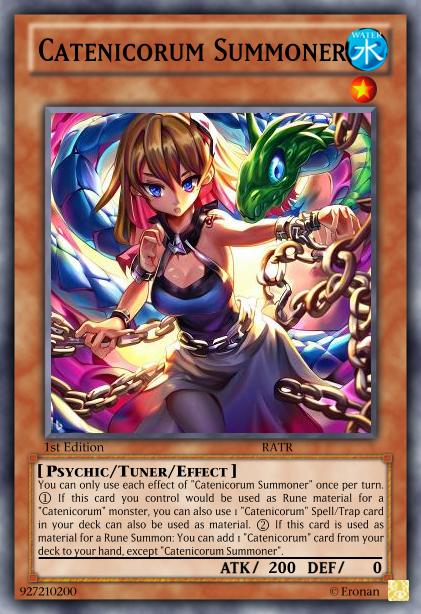 CATENICORUM SUMMONER
WATER
水
1st Edition RATR
[ PSYCHIC/TUNER/EFFECT ]
You can only use each effect of "Catenicorum Summoner" once per turn.
① If this card you control would be used as Rune material for a
"Catenicorum" monster, you can also use 1 "Catenicorum" Spell/Trap card
in your deck can also be used as material. ② If this card is used as
material for a Rune Summon: You can add 1 "Catenicorum" card from your
deck to your hand, except "Catenicorum Summoner".
ATK/ 200 DEF/ 0
927210200 © Eronan